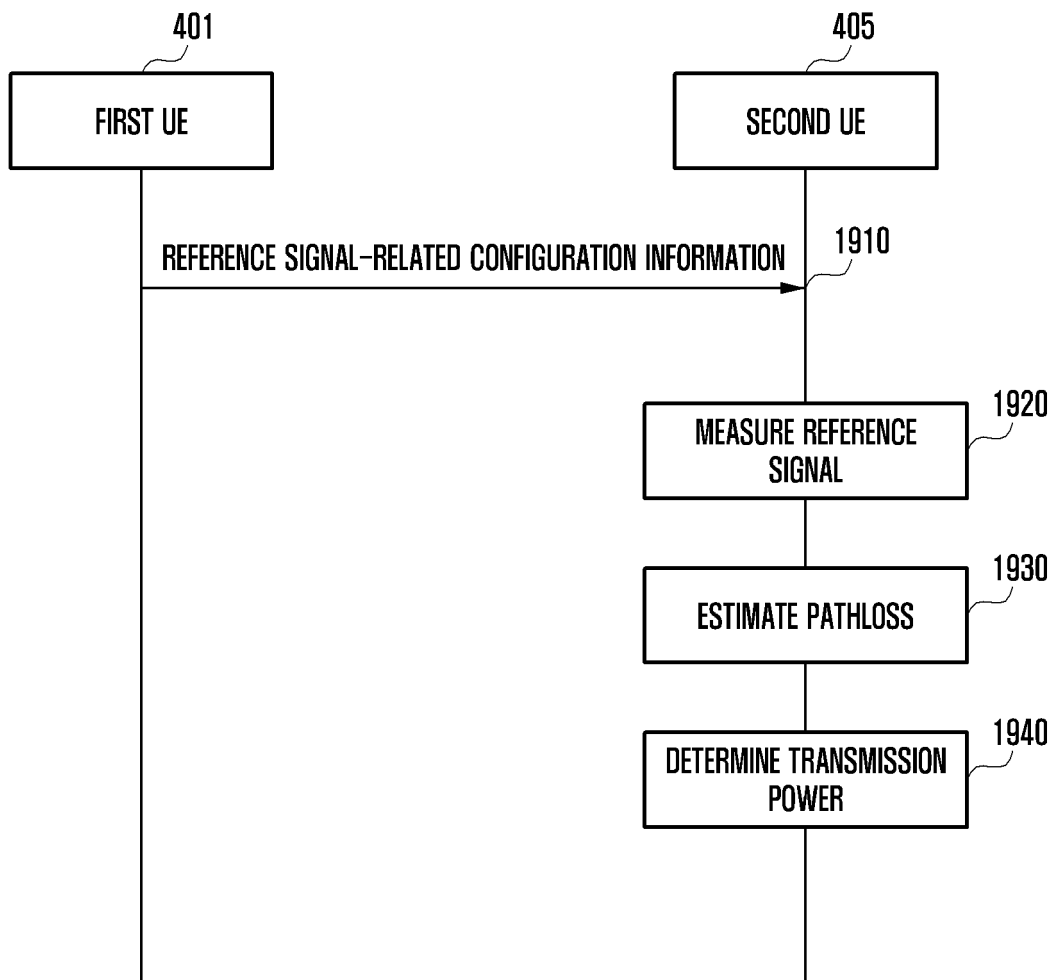 401
405
FIRST UE
SECOND UE
REFERENCE SIGNAL-RELATED CONFIGURATION INFORMATION
1910
1920
MEASURE REFERENCE
SIGNAL
1930
ESTIMATE PATHLOSS
1940
DETERMINE TRANSMISSION
POWER